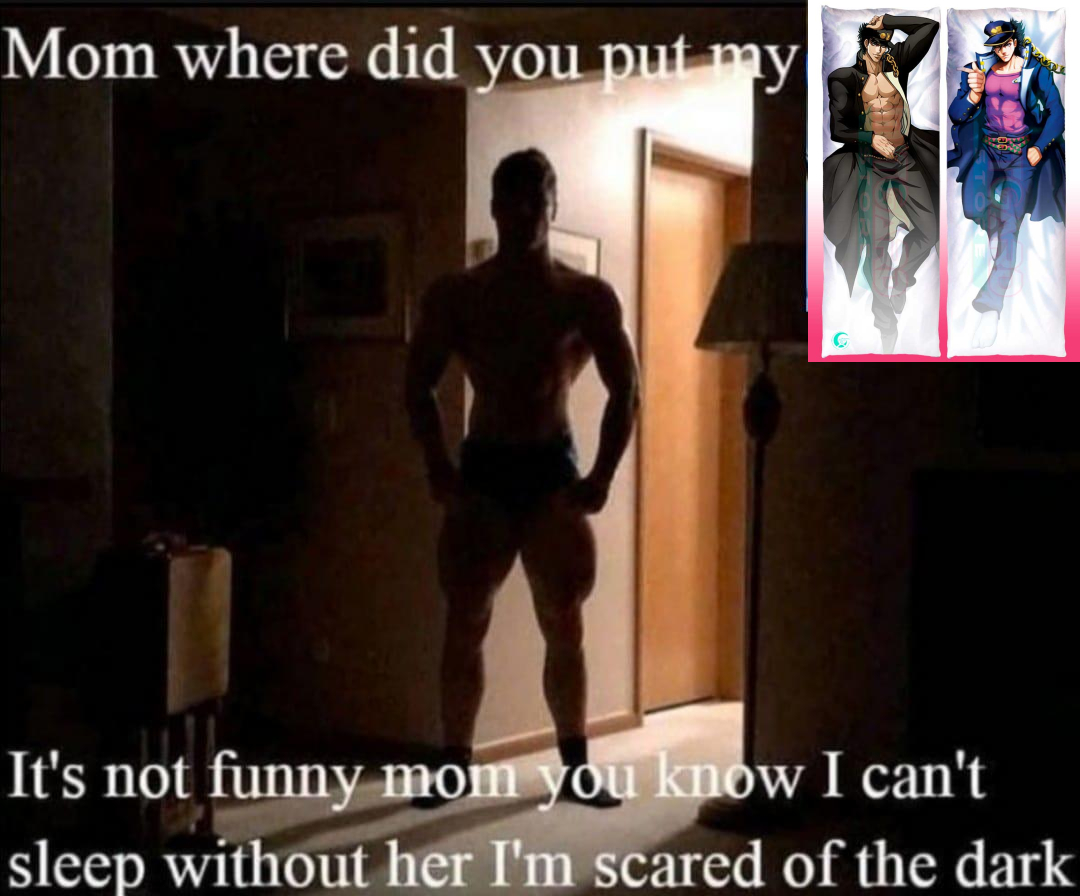 Mom where did you put my
It's not funny mom you know I can't
sleep without her I'm scared of the dark